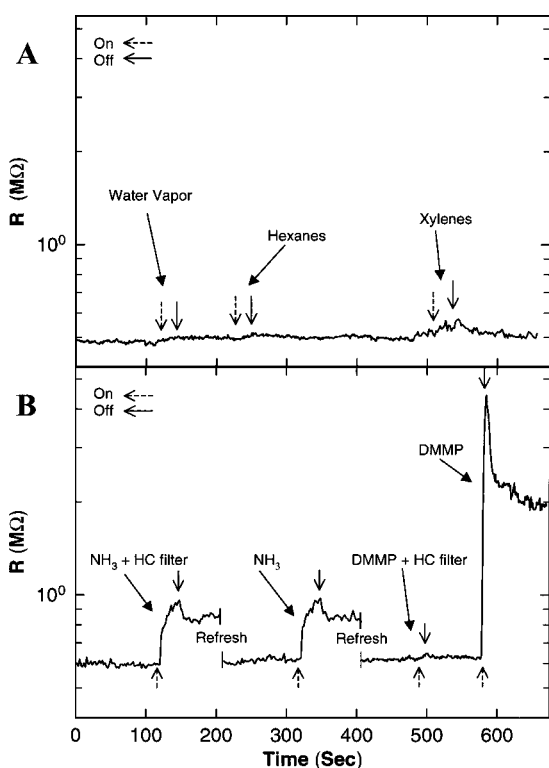 A
On
Off
R (MΩ)
10⁰
Water Vapor
Hexanes
Xylenes
B
On
Off
R (MΩ)
10⁰
DMMP
NH₃ + HC filter
NH₃
DMMP + HC filter
Refresh
Refresh
0 100 200 300 400 500 600
Time (Sec)